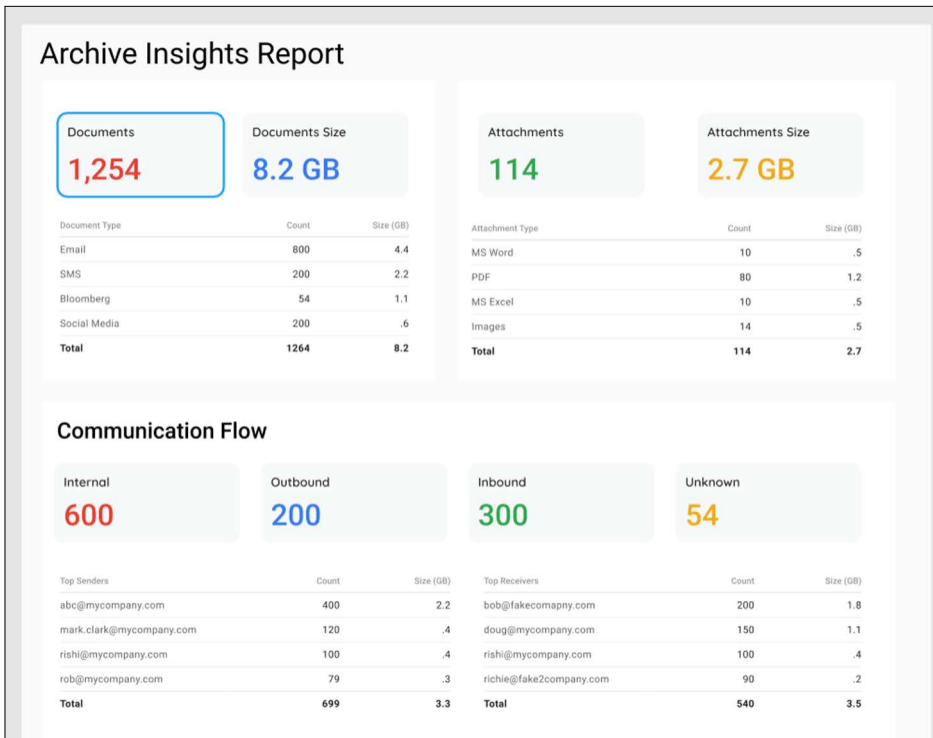 Archive Insights Report
Documents
1,254
Documents Size
8.2 GB
Document Type Count Size (GB)
Email 800 4.4
SMS 200 2.2
Bloomberg 54 1.1
Social Media 200 .6
Total 1264 8.2
Attachments
114
Attachments Size
2.7 GB
Attachment Type Count Size (GB)
MS Word 10 .5
PDF 80 1.2
MS Excel 10 .5
Images 14 .5
Total 114 2.7
Communication Flow
Internal
600
Outbound
200
Inbound
300
Unknown
54
Top Senders Count Size (GB)
abc@mycompany.com 400 2.2
mark.clark@mycompany.com 120 .4
rishi@mycompany.com 100 .4
rob@mycompany.com 79 .3
Total 699 3.3
Top Receivers Count Size (GB)
bob@fakecomapny.com 200 1.8
doug@mycompany.com 150 1.1
rishi@mycompany.com 100 .4
richie@fake2company.com 90 .2
Total 540 3.5